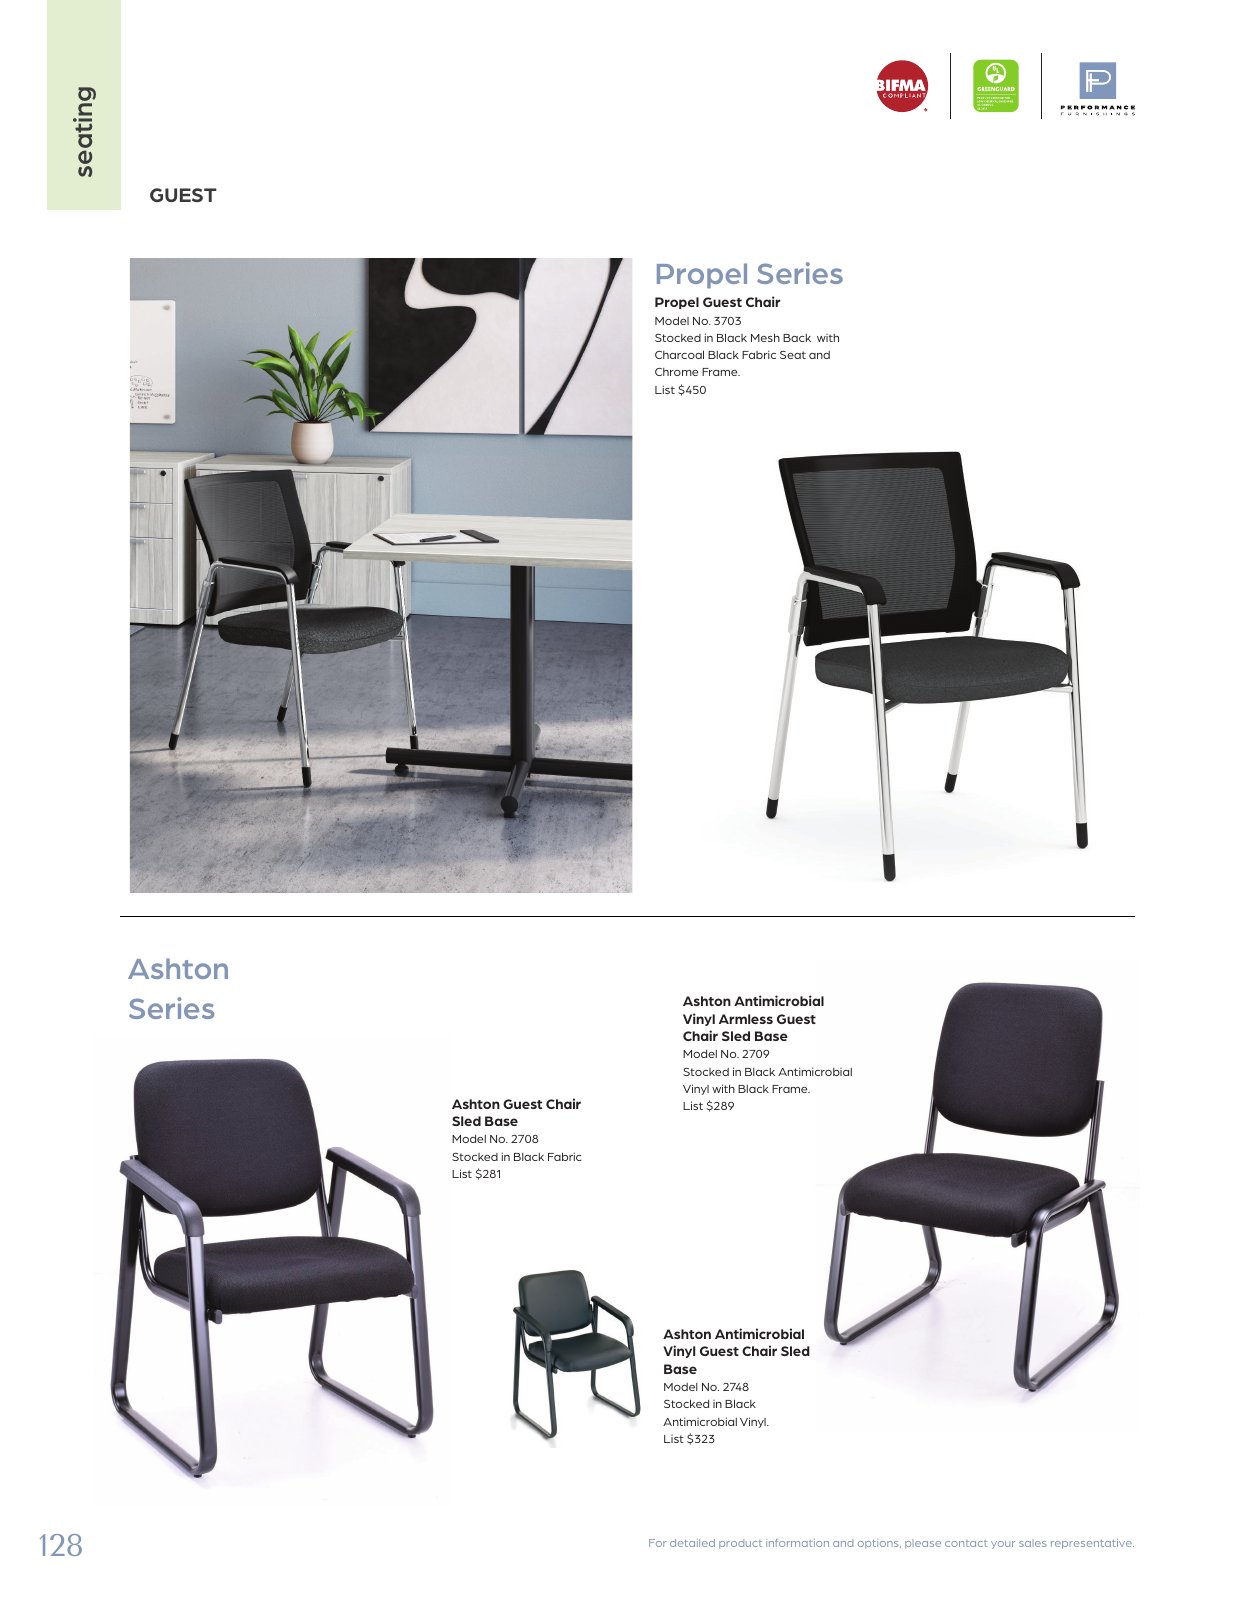 seating
BIFMA
COMPLIANT
GREENGUARD
PERFORMANCE
FURNISHINGS
GUEST
Propel Series
Propel Guest Chair
Model No. 3703
Stocked in Black Mesh Back  with
Charcoal Black Fabric Seat and
Chrome Frame.
List $450
Ashton
Series
Ashton Antimicrobial
Vinyl Armless Guest
Chair Sled Base
Model No. 2709
Stocked in Black Antimicrobial
Vinyl with Black Frame.
List $289
Ashton Guest Chair
Sled Base
Model No. 2708
Stocked in Black Fabric
List $281
Ashton Antimicrobial
Vinyl Guest Chair Sled
Base
Model No. 2748
Stocked in Black
Antimicrobial Vinyl.
List $323
128
For detailed product information and options, please contact your sales representative.